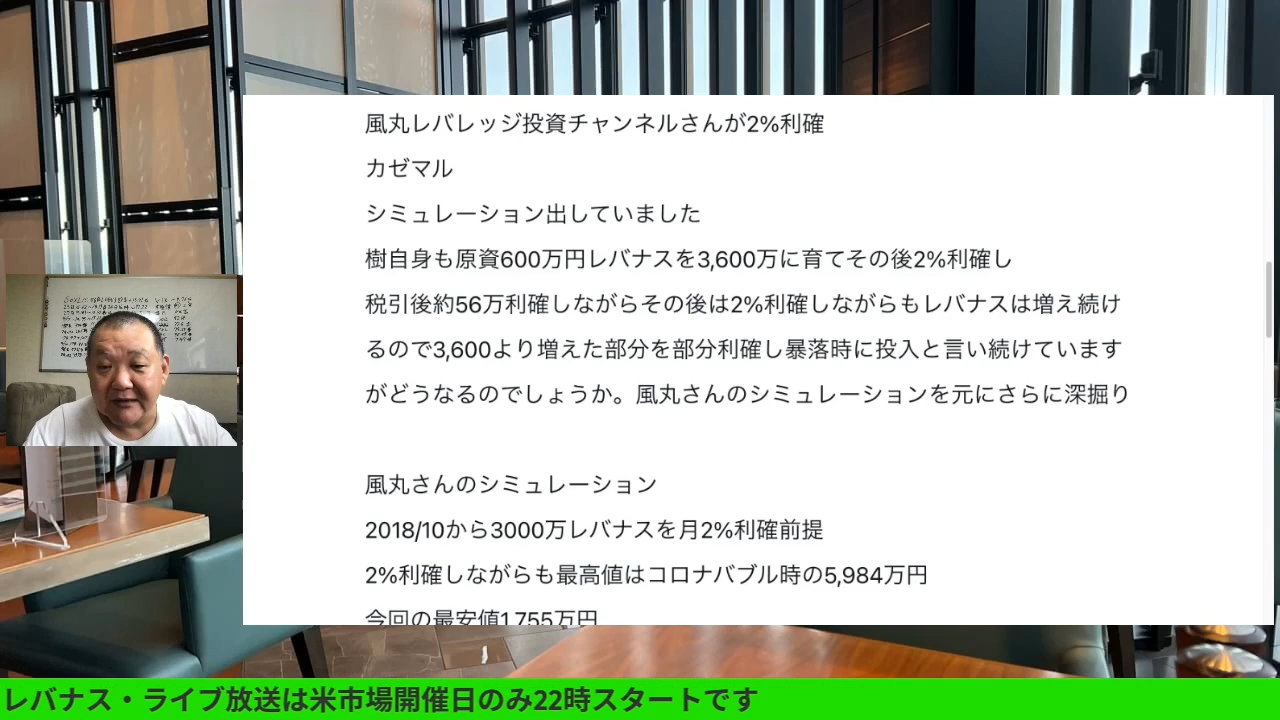 風丸レバレッジ投資チャンネルさんが2%利確
カゼマル
シミュレーション出していました
樹自身も原資600万円レバナスを3,600万に育てその後2%利確し
税引後約56万利確しながらその後は2%利確しながらもレバナスは増え続け
るので3,600より増えた部分を部分利確し暴落時に投入と言い続けています
がどうなるのでしょうか。風丸さんのシミュレーションを元にさらに深掘り
風丸さんのシミュレーション
2018/10から3000万レバナスを月2%利確前提
2%利確しながらも最高値はコロナバブル時の5,984万円
今回の最安値1,755万円
レバナス・ライブ放送は米市場開催日のみ22時スタートです